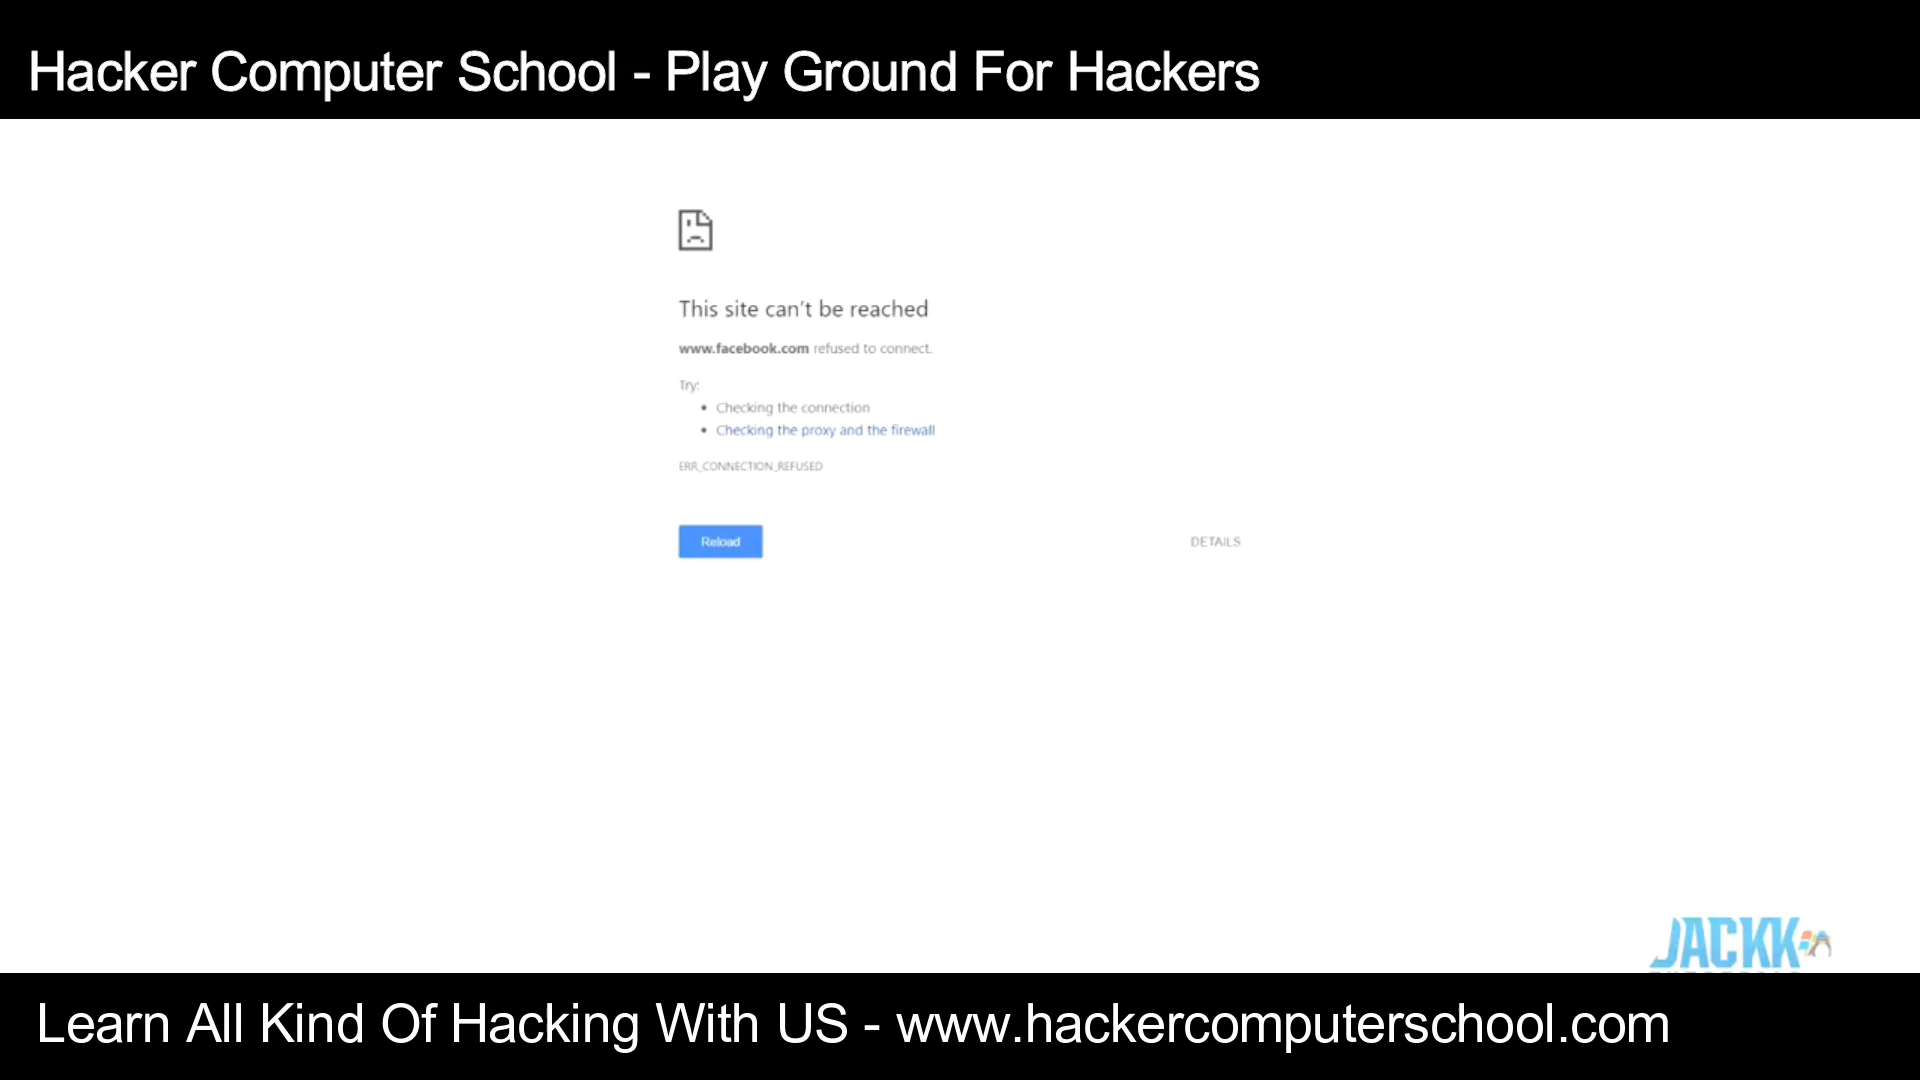 Hacker Computer School - Play Ground For Hackers
This site can't be reached
www.facebook.com refused to connect.
Try:
• Checking the connection
• Checking the proxy and the firewall
ERR_CONNECTION_REFUSED
Reload
DETAILS
JACKK
Learn All Kind Of Hacking With US - www.hackercomputerschool.com